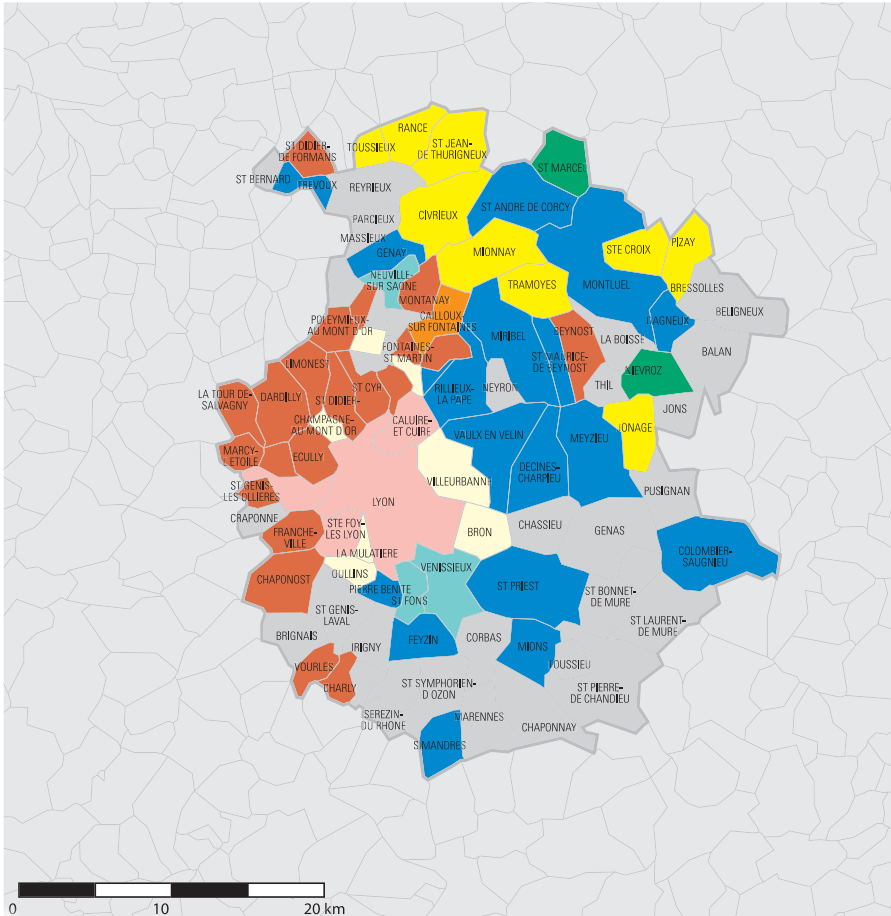 RANCE
TOUSSIEUX
ST JEAN-
DE THURIGNEUX
ST DIDIER-
DE FORMANS
ST MARCEL
ST BERNARD
TREVOUX
REYRIEUX
PARCIEUX
CIVRIEUX
ST ANDRE DE CORCY
MASSIEUX
GENAY
MIONNAY
STE CROIX
PIZAY
NEUVILLE-
SUR SAONE
MONTANAY
TRAMOYES
MONTLUEL
BRESSOLLES
POLEYMIEUX-
AU MONT D'OR
CAILLOUX
SUR FONTAINES
MIRIBEL
BEYNOST
LA BOISSE
DAGNEUX
BELIGNEUX
BALAN
FONTAINES-
ST MARTIN
ST MAURICE-
DE BEYNOST
LIMONEST
ST CYR
RILLIEUX-
LA PAPE
NEYRON
THIL
NIEVROZ
LA TOUR DE-
SALVAGNY
DARDILLY
ST DIDIER-
JONS
CHAMPAGNE-
AU MONT D'OR
CALUIRE-
ET CUIRE
VAULX EN VELIN
MEYZIEU
JONAGE
MARCY-
L'ETOILE
ECULLY
DECINES-
CHARPIEU
ST GENIS-
LES OLLIERES
VILLEURBANNE
PUSIGNAN
LYON
CRAPONNE
FRANCHE-
VILLE
STE FOY-
LES LYON
BRON
CHASSIEU
GENAS
LA MULATIERE
COLOMBIER-
SAUGNIEU
CHAPONOST
OULLINS
VENISSIEUX
PIERRE BENITE
ST FONS
ST PRIEST
ST BONNET-
DE MURE
ST GENIS-
LAVAL
ST LAURENT-
DE MURE
BRIGNAIS
IRIGNY
FEYZIN
CORBAS
MIONS
TOUSSIEU
VOURLES
CHARLY
ST SYMPHORIEN-
D'OZON
ST PIERRE-
DE CHANDIEU
SEREZIN-
DU RHONE
MARENNES
CHAPONNAY
SIMANDRES
0 10 20 km